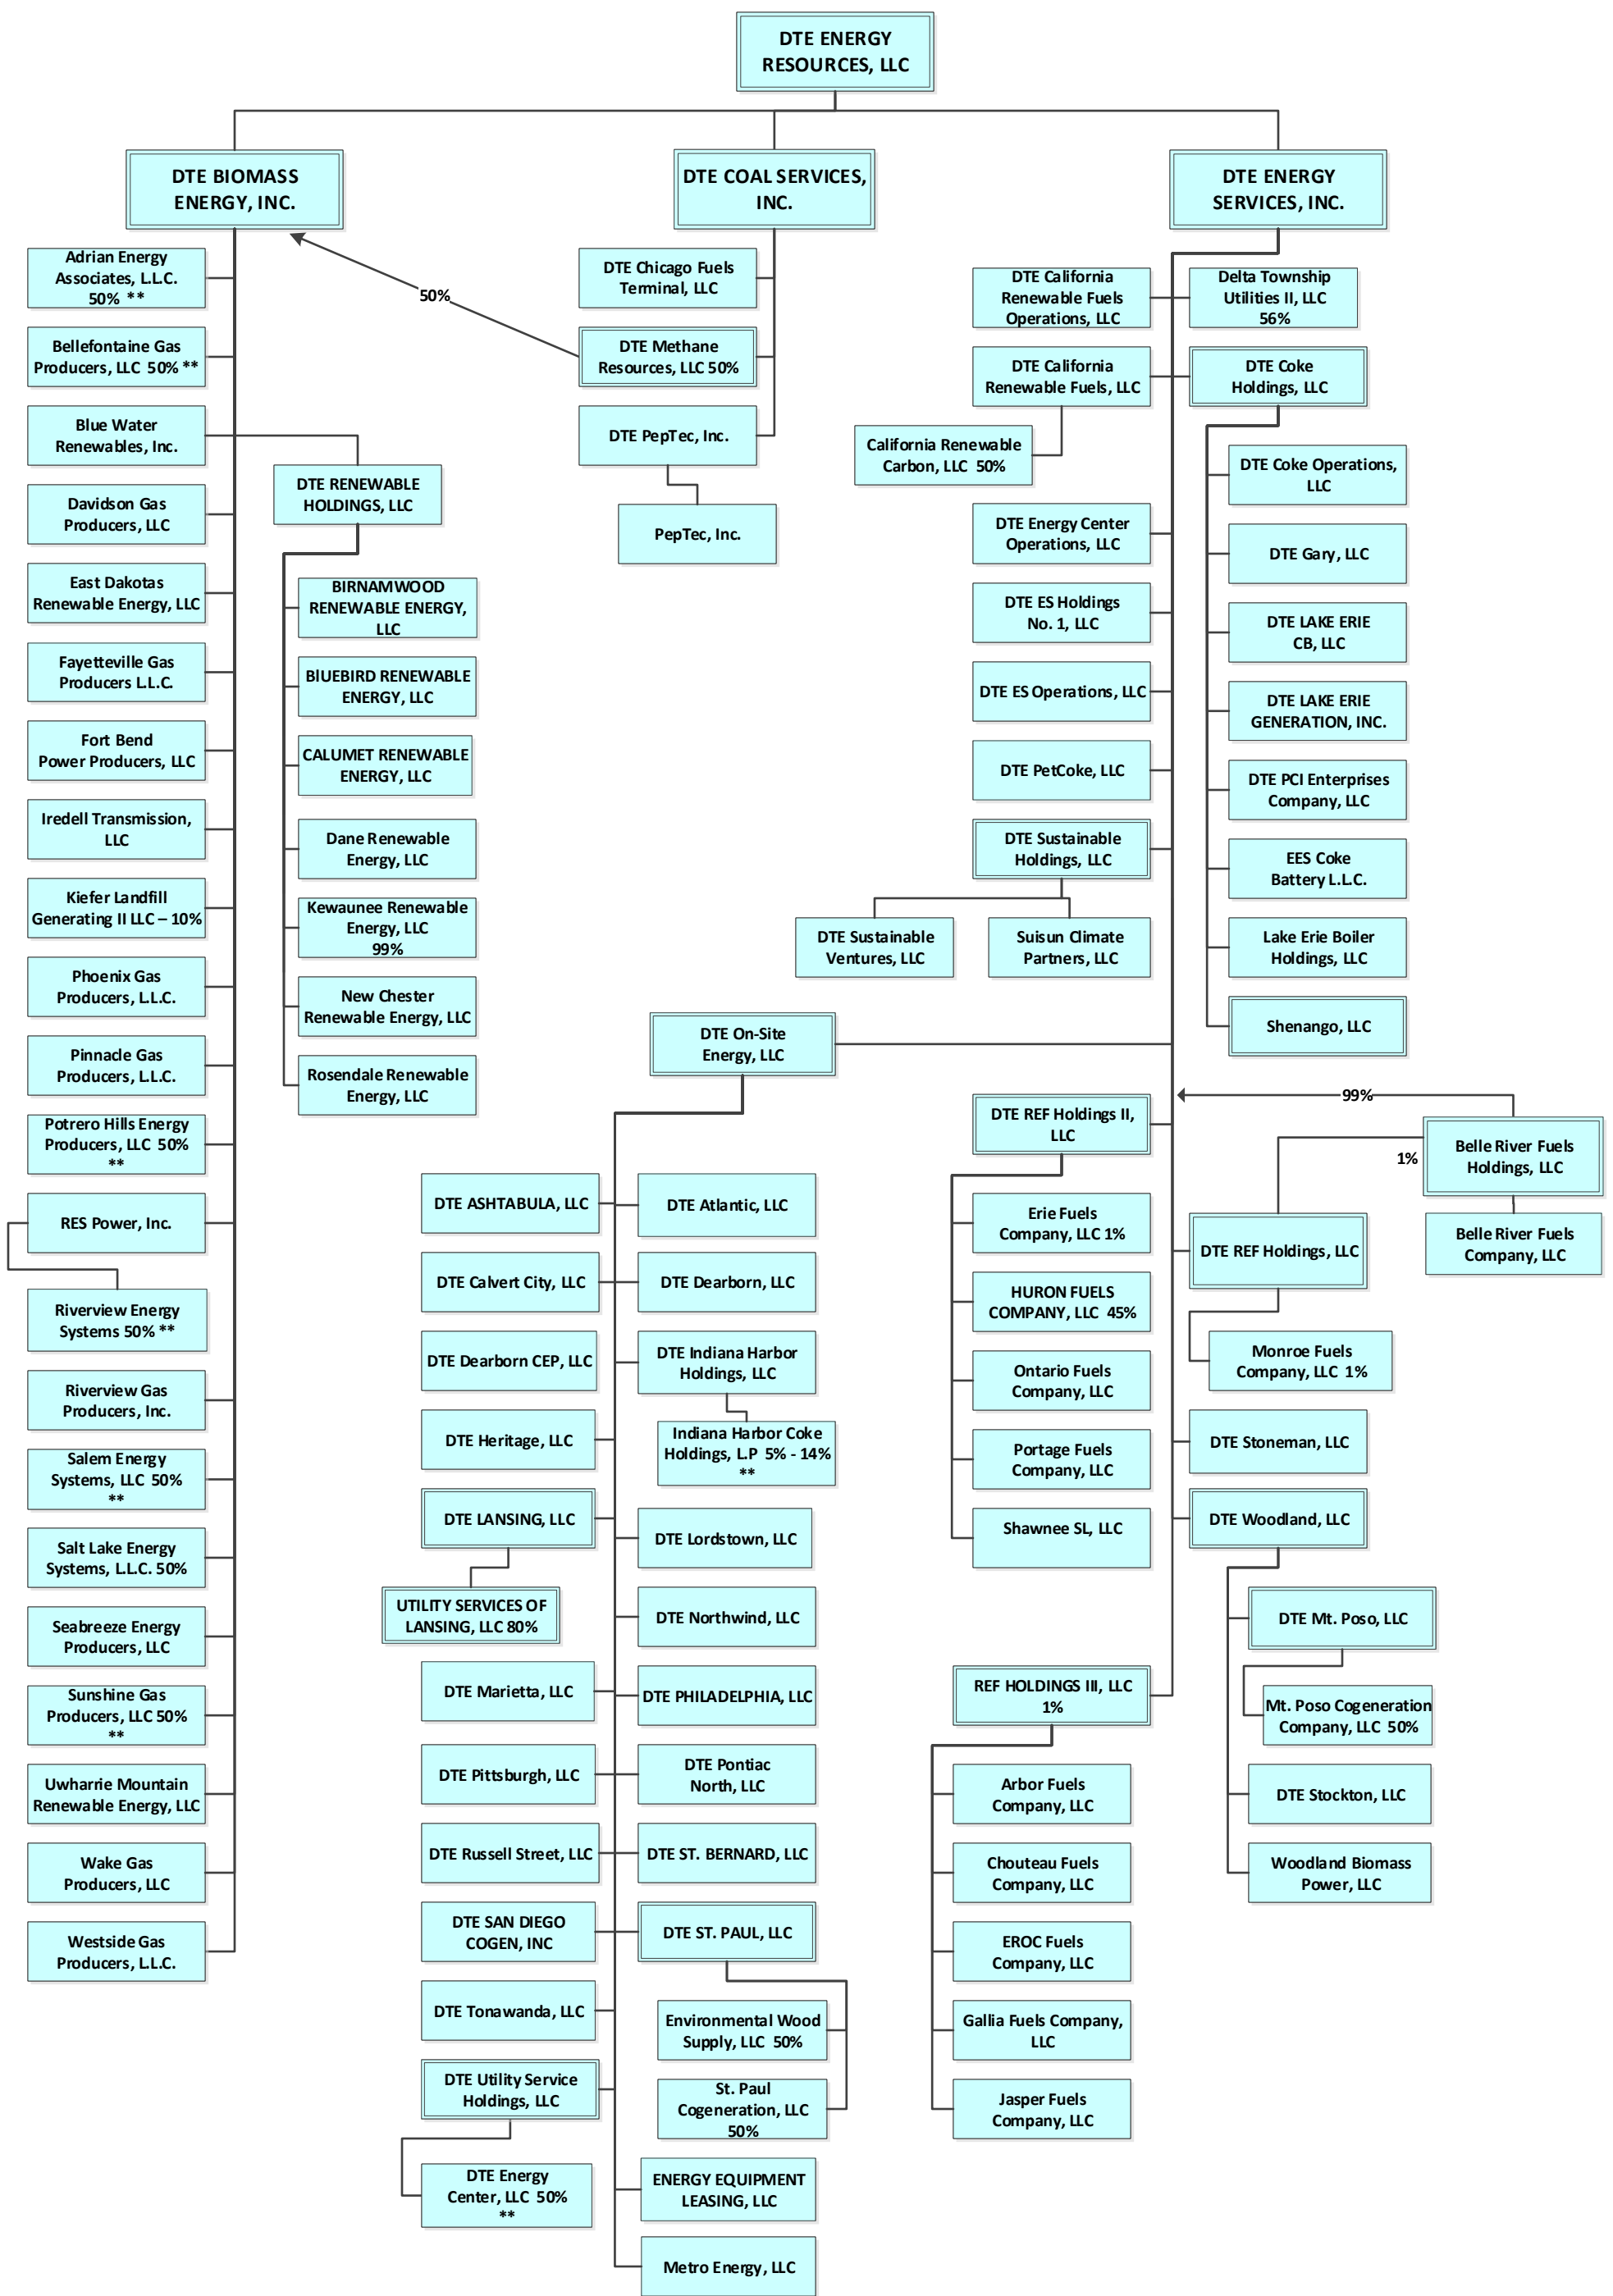 DTE ENERGY
RESOURCES, LLC
DTE BIOMASS
ENERGY, INC.
DTE COAL SERVICES,
INC.
DTE ENERGY
SERVICES, INC.
Adrian Energy
Associates, L.L.C.
50% **
Bellefontaine Gas
Producers, LLC 50% **
Blue Water
Renewables, Inc.
Davidson Gas
Producers, LLC
East Dakotas
Renewable Energy, LLC
Fayetteville Gas
Producers L.L.C.
Fort Bend
Power Producers, LLC
Iredell Transmission,
LLC
Kiefer Landfill
Generating II LLC – 10%
Phoenix Gas
Producers, L.L.C.
Pinnacle Gas
Producers, L.L.C.
Potrero Hills Energy
Producers, LLC 50%
**
RES Power, Inc.
Riverview Energy
Systems 50% **
Riverview Gas
Producers, Inc.
Salem Energy
Systems, LLC 50%
**
Salt Lake Energy
Systems, L.L.C. 50%
Seabreeze Energy
Producers, LLC
Sunshine Gas
Producers, LLC 50%
**
Uwharrie Mountain
Renewable Energy, LLC
Wake Gas
Producers, LLC
Westside Gas
Producers, L.L.C.
DTE RENEWABLE
HOLDINGS, LLC
BIRNAMWOOD
RENEWABLE ENERGY,
LLC
BlUEBIRD RENEWABLE
ENERGY, LLC
CALUMET RENEWABLE
ENERGY, LLC
Dane Renewable
Energy, LLC
Kewaunee Renewable
Energy, LLC
99%
New Chester
Renewable Energy, LLC
Rosendale Renewable
Energy, LLC
50%
DTE Chicago Fuels
Terminal, LLC
DTE Methane
Resources, LLC 50%
DTE PepTec, Inc.
PepTec, Inc.
DTE California
Renewable Fuels
Operations, LLC
Delta Township
Utilities II, LLC
56%
DTE California
Renewable Fuels, LLC
DTE Coke
Holdings, LLC
California Renewable
Carbon, LLC 50%
DTE Energy Center
Operations, LLC
DTE ES Holdings
No. 1, LLC
DTE ES Operations, LLC
DTE PetCoke, LLC
DTE Sustainable
Holdings, LLC
DTE Sustainable
Ventures, LLC
Suisun Climate
Partners, LLC
DTE Coke Operations,
LLC
DTE Gary, LLC
DTE LAKE ERIE
CB, LLC
DTE LAKE ERIE
GENERATION, INC.
DTE PCI Enterprises
Company, LLC
EES Coke
Battery L.L.C.
Lake Erie Boiler
Holdings, LLC
Shenango, LLC
DTE On-Site
Energy, LLC
DTE ASHTABULA, LLC
DTE Atlantic, LLC
DTE Calvert City, LLC
DTE Dearborn, LLC
DTE Dearborn CEP, LLC
DTE Indiana Harbor
Holdings, LLC
Indiana Harbor Coke
Holdings, L.P 5% - 14%
**
DTE Heritage, LLC
DTE LANSING, LLC
UTILITY SERVICES OF
LANSING, LLC 80%
DTE Lordstown, LLC
DTE Northwind, LLC
DTE Marietta, LLC
DTE PHILADELPHIA, LLC
DTE Pittsburgh, LLC
DTE Pontiac
North, LLC
DTE Russell Street, LLC
DTE ST. BERNARD, LLC
DTE SAN DIEGO
COGEN, INC
DTE ST. PAUL, LLC
DTE Tonawanda, LLC
Environmental Wood
Supply, LLC 50%
DTE Utility Service
Holdings, LLC
St. Paul
Cogeneration, LLC
50%
DTE Energy
Center, LLC 50%
**
ENERGY EQUIPMENT
LEASING, LLC
Metro Energy, LLC
DTE REF Holdings II,
LLC
Erie Fuels
Company, LLC 1%
HURON FUELS
COMPANY, LLC 45%
Ontario Fuels
Company, LLC
Portage Fuels
Company, LLC
Shawnee SL, LLC
99%
1%
Belle River Fuels
Holdings, LLC
Belle River Fuels
Company, LLC
DTE REF Holdings, LLC
Monroe Fuels
Company, LLC 1%
DTE Stoneman, LLC
DTE Woodland, LLC
DTE Mt. Poso, LLC
Mt. Poso Cogeneration
Company, LLC 50%
DTE Stockton, LLC
Woodland Biomass
Power, LLC
REF HOLDINGS III, LLC
1%
Arbor Fuels
Company, LLC
Chouteau Fuels
Company, LLC
EROC Fuels
Company, LLC
Gallia Fuels Company,
LLC
Jasper Fuels
Company, LLC